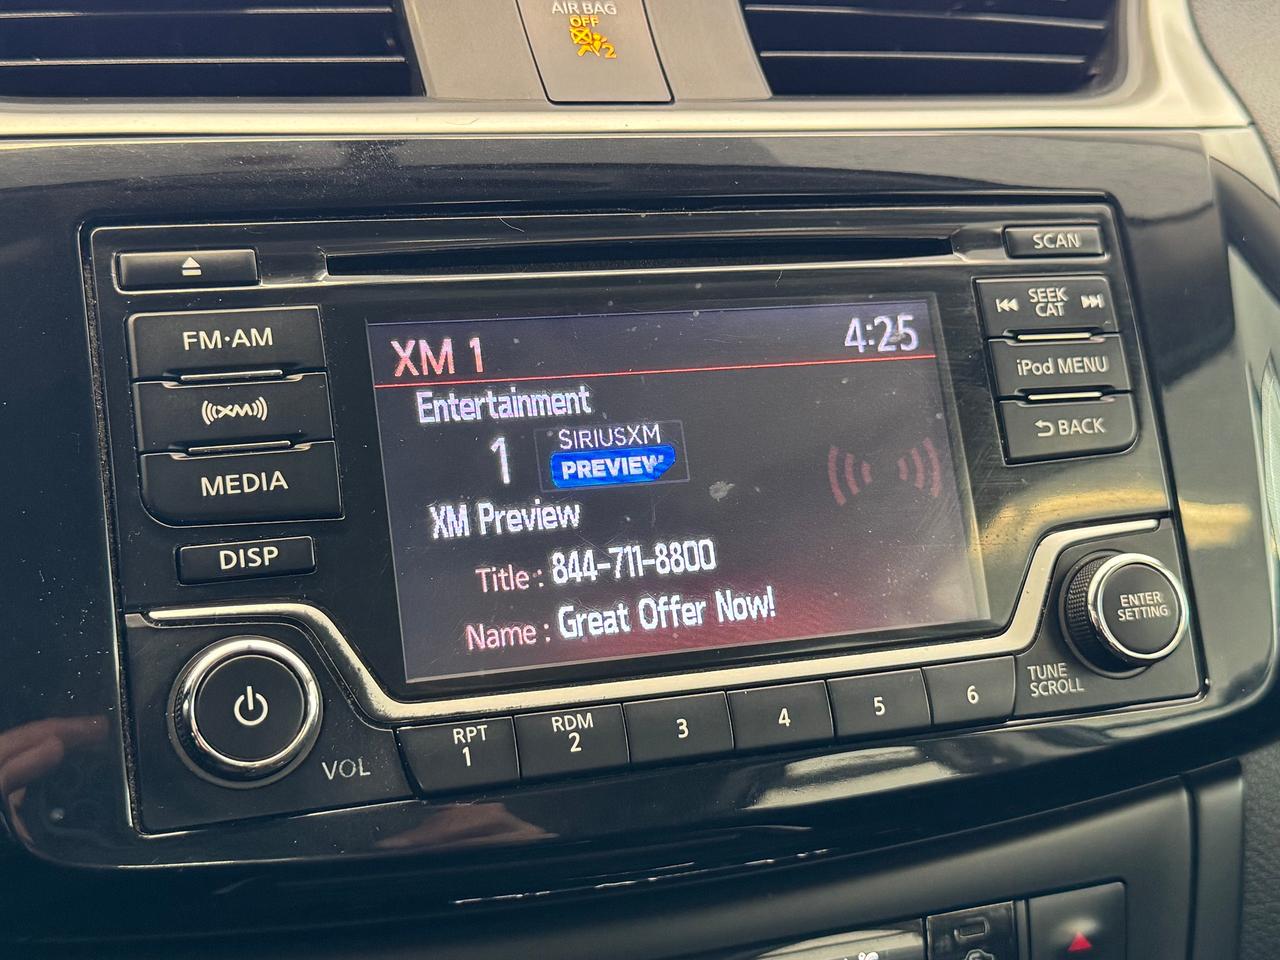 AIR BAG
OFF
2
SCAN
FM·AM
SEEK
CAT
XM 1
4:25
iPod MENU
Entertainment
((XM))
1
SIRIUSXM
PREVIEW
BACK
MEDIA
XM Preview
DISP
Title : 844-711-8800
Name : Great Offer Now!
ENTER
SETTING
TUNE
SCROLL
VOL
RPT
1
RDM
2
3
4
5
6